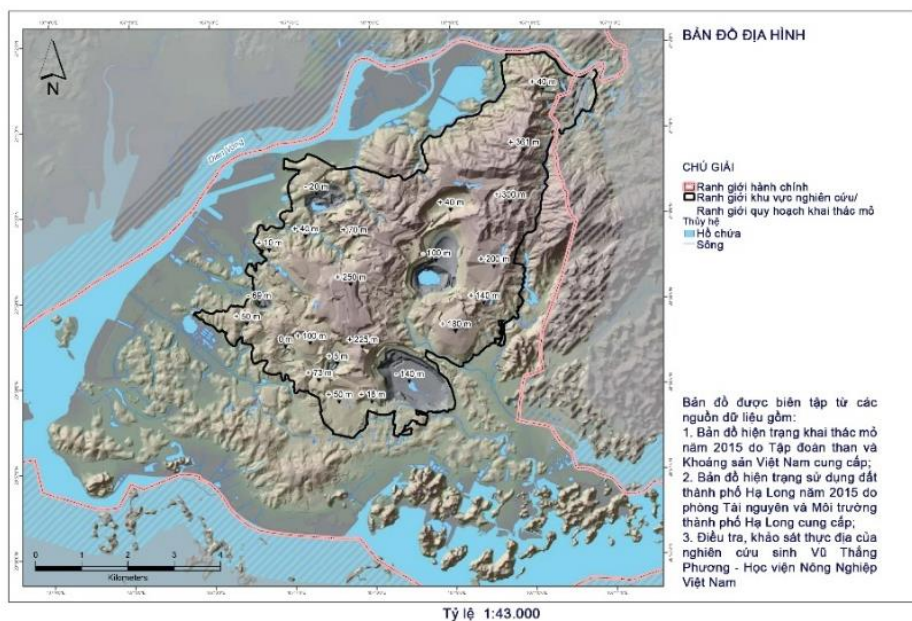 BẢN ĐỒ ĐỊA HÌNH
N
Dien Vong
+ 40 m
+ 361 m
- 20 m
+ 300 m
+ 40 m
+ 40 m
+ 70 m
+ 10 m
- 100 m
+ 200 m
+ 250 m
+ 140 m
- 69 m
+ 50 m
+ 180 m
0 m
+ 100 m
+ 225 m
+ 5 m
+ 73 m
- 140 m
+ 50 m
+ 18 m
CHÚ GIẢI
Ranh giới hành chính
Ranh giới khu vực nghiên cứu/
Ranh giới quy hoạch khai thác mỏ
Thủy hệ
Hồ chứa
Sông
Bản đồ được biên tập từ các
nguồn dữ liệu gồm:
1. Bản đồ hiện trạng khai thác mỏ
năm 2015 do Tập đoàn than và
Khoáng sản Việt Nam cung cấp;
2. Bản đồ hiện trạng sử dụng đất
thành phố Hạ Long năm 2015 do
phòng Tài nguyên và Môi trường
thành phố Hạ Long cung cấp;
3. Điều tra, khảo sát thực địa của
nghiên cứu sinh Vũ Thắng
Phương - Học viện Nông Nghiệp
Việt Nam
0 1 2 3 4
Kilometers
Tỷ lệ 1:43.000